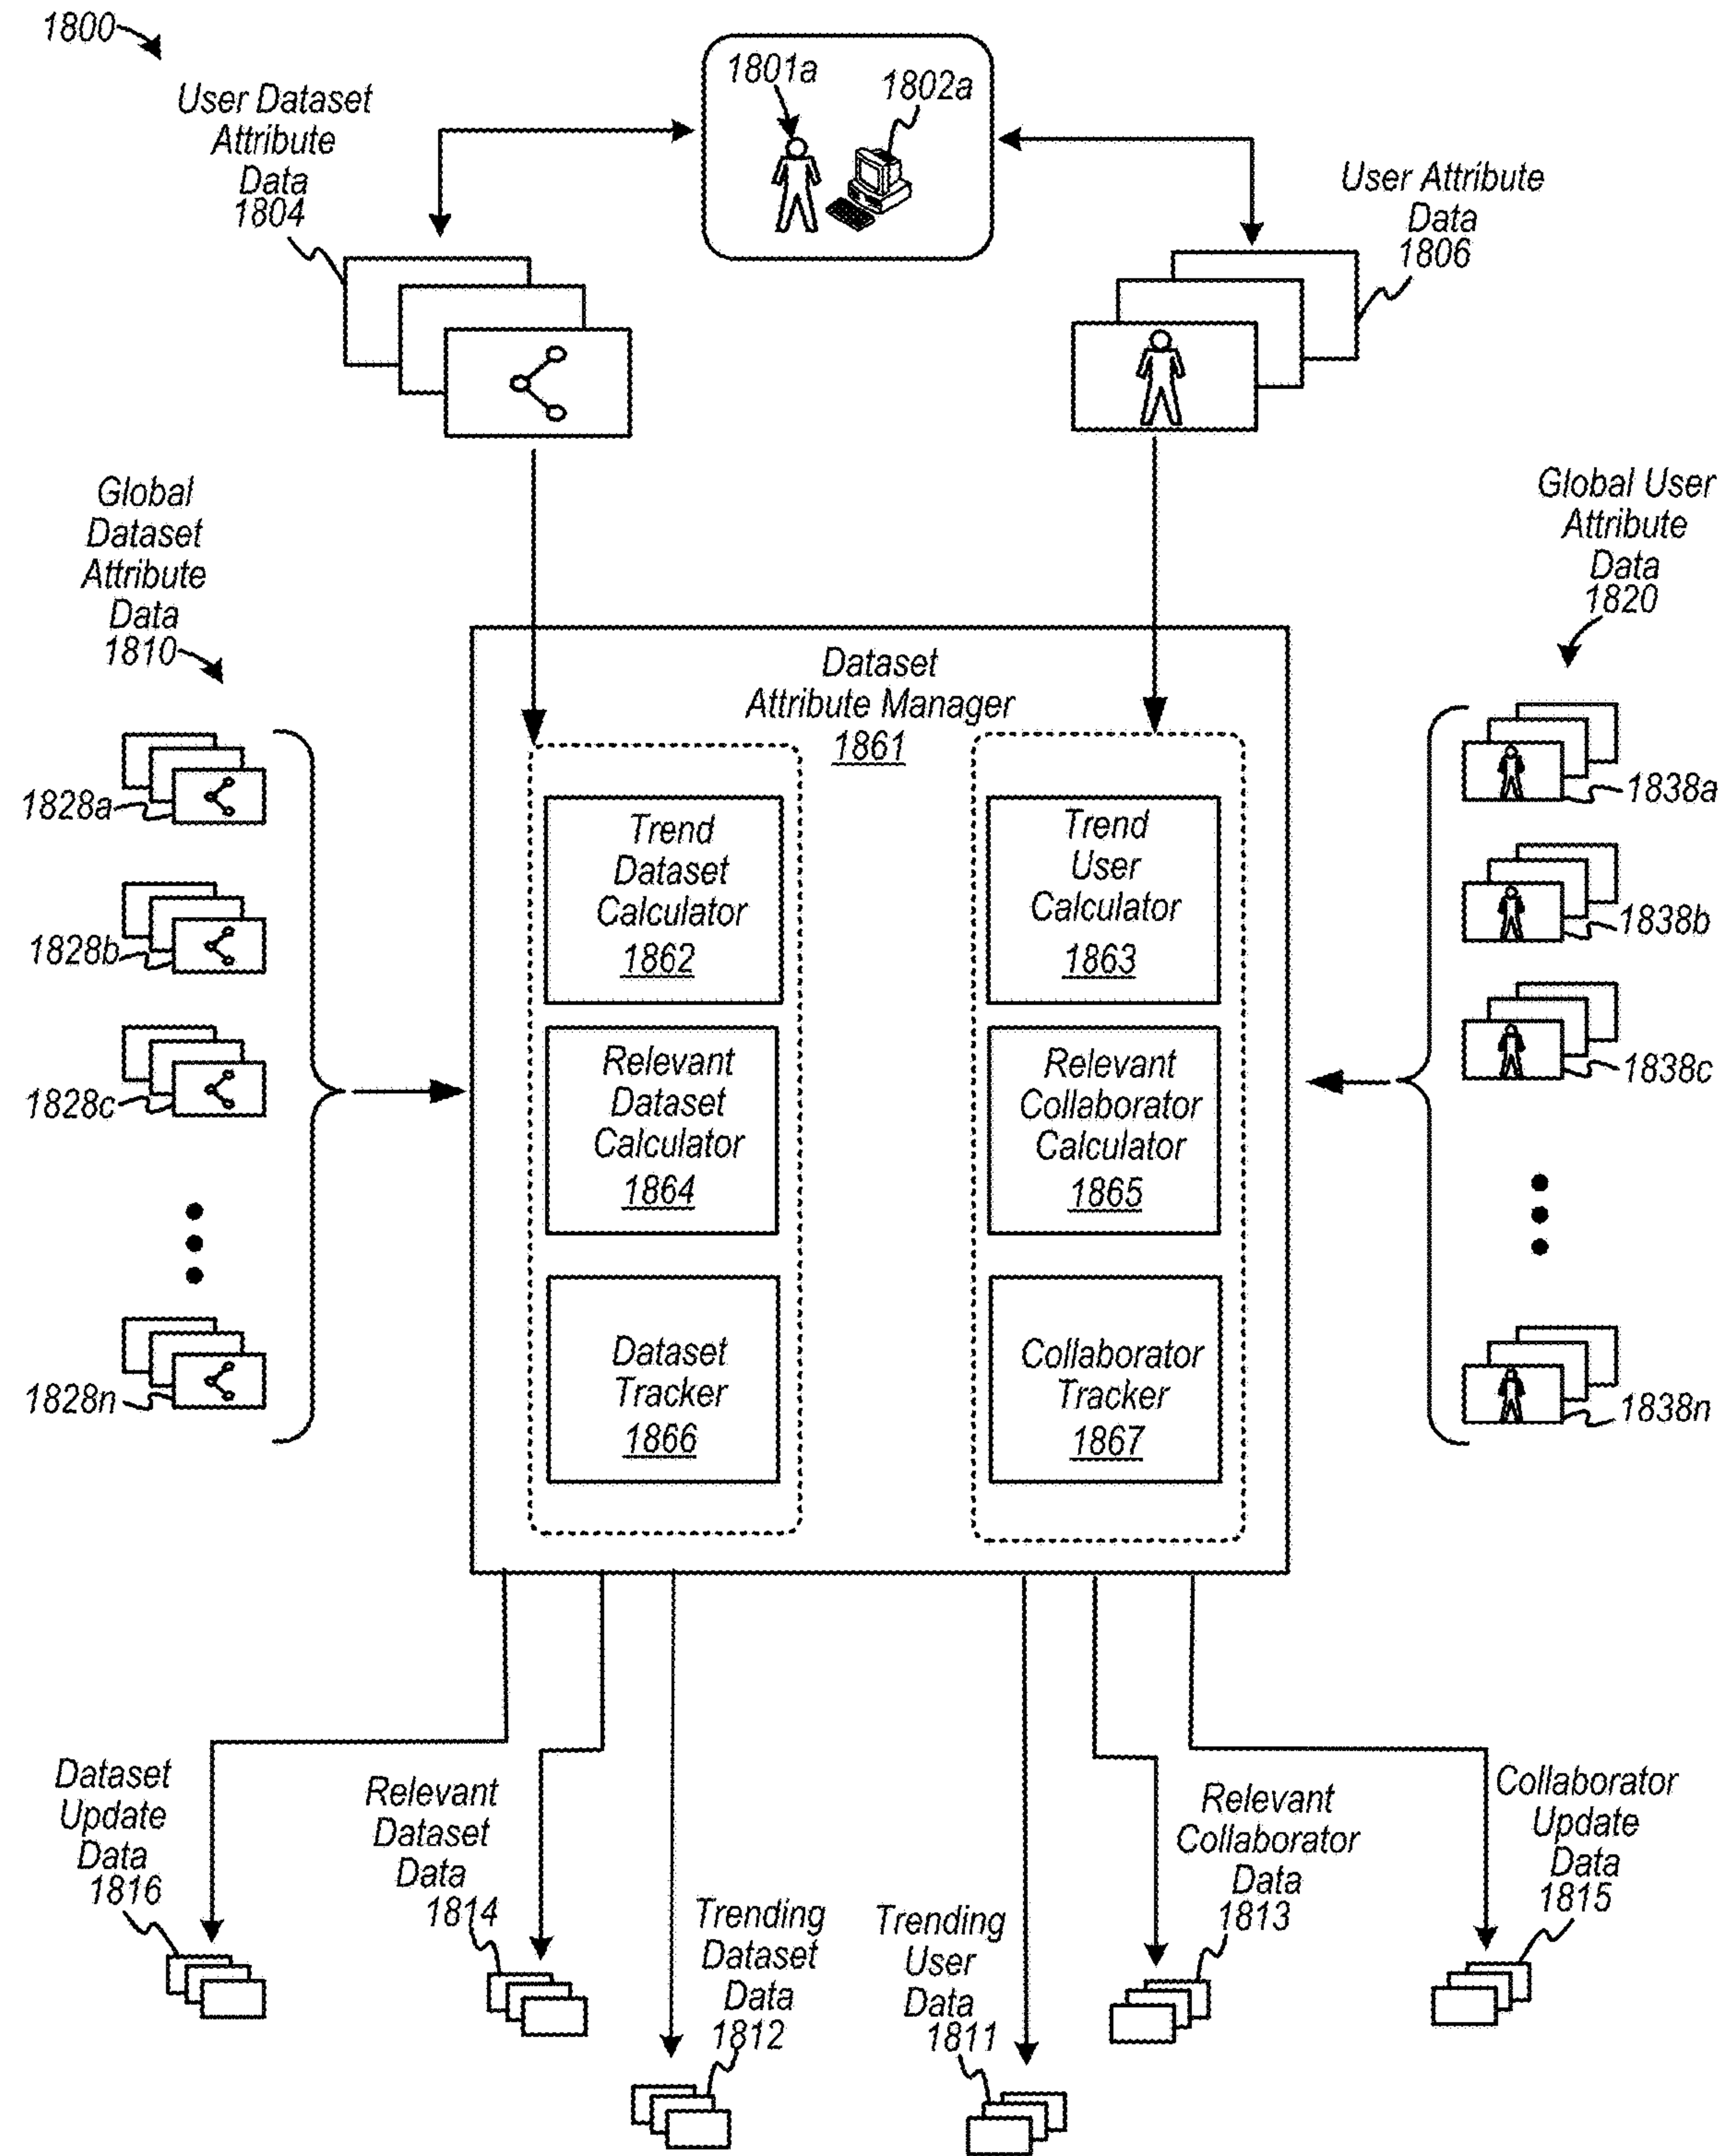 1800
1801a
1802a
User Dataset
Attribute
Data
1804
User Attribute
Data
1806
Global
Dataset
Attribute
Data
1810
Global User
Attribute
Data
1820
Dataset
Attribute Manager
1861
1828a
1828b
1828c
1828n
Trend
Dataset
Calculator
1862
Relevant
Dataset
Calculator
1864
Dataset
Tracker
1866
Trend
User
Calculator
1863
Relevant
Collaborator
Calculator
1865
Collaborator
Tracker
1867
1838a
1838b
1838c
1838n
Dataset
Update
Data
1816
Relevant
Dataset
Data
1814
Trending
Dataset
Data
1812
Trending
User
Data
1811
Relevant
Collaborator
Data
1813
Collaborator
Update
Data
1815